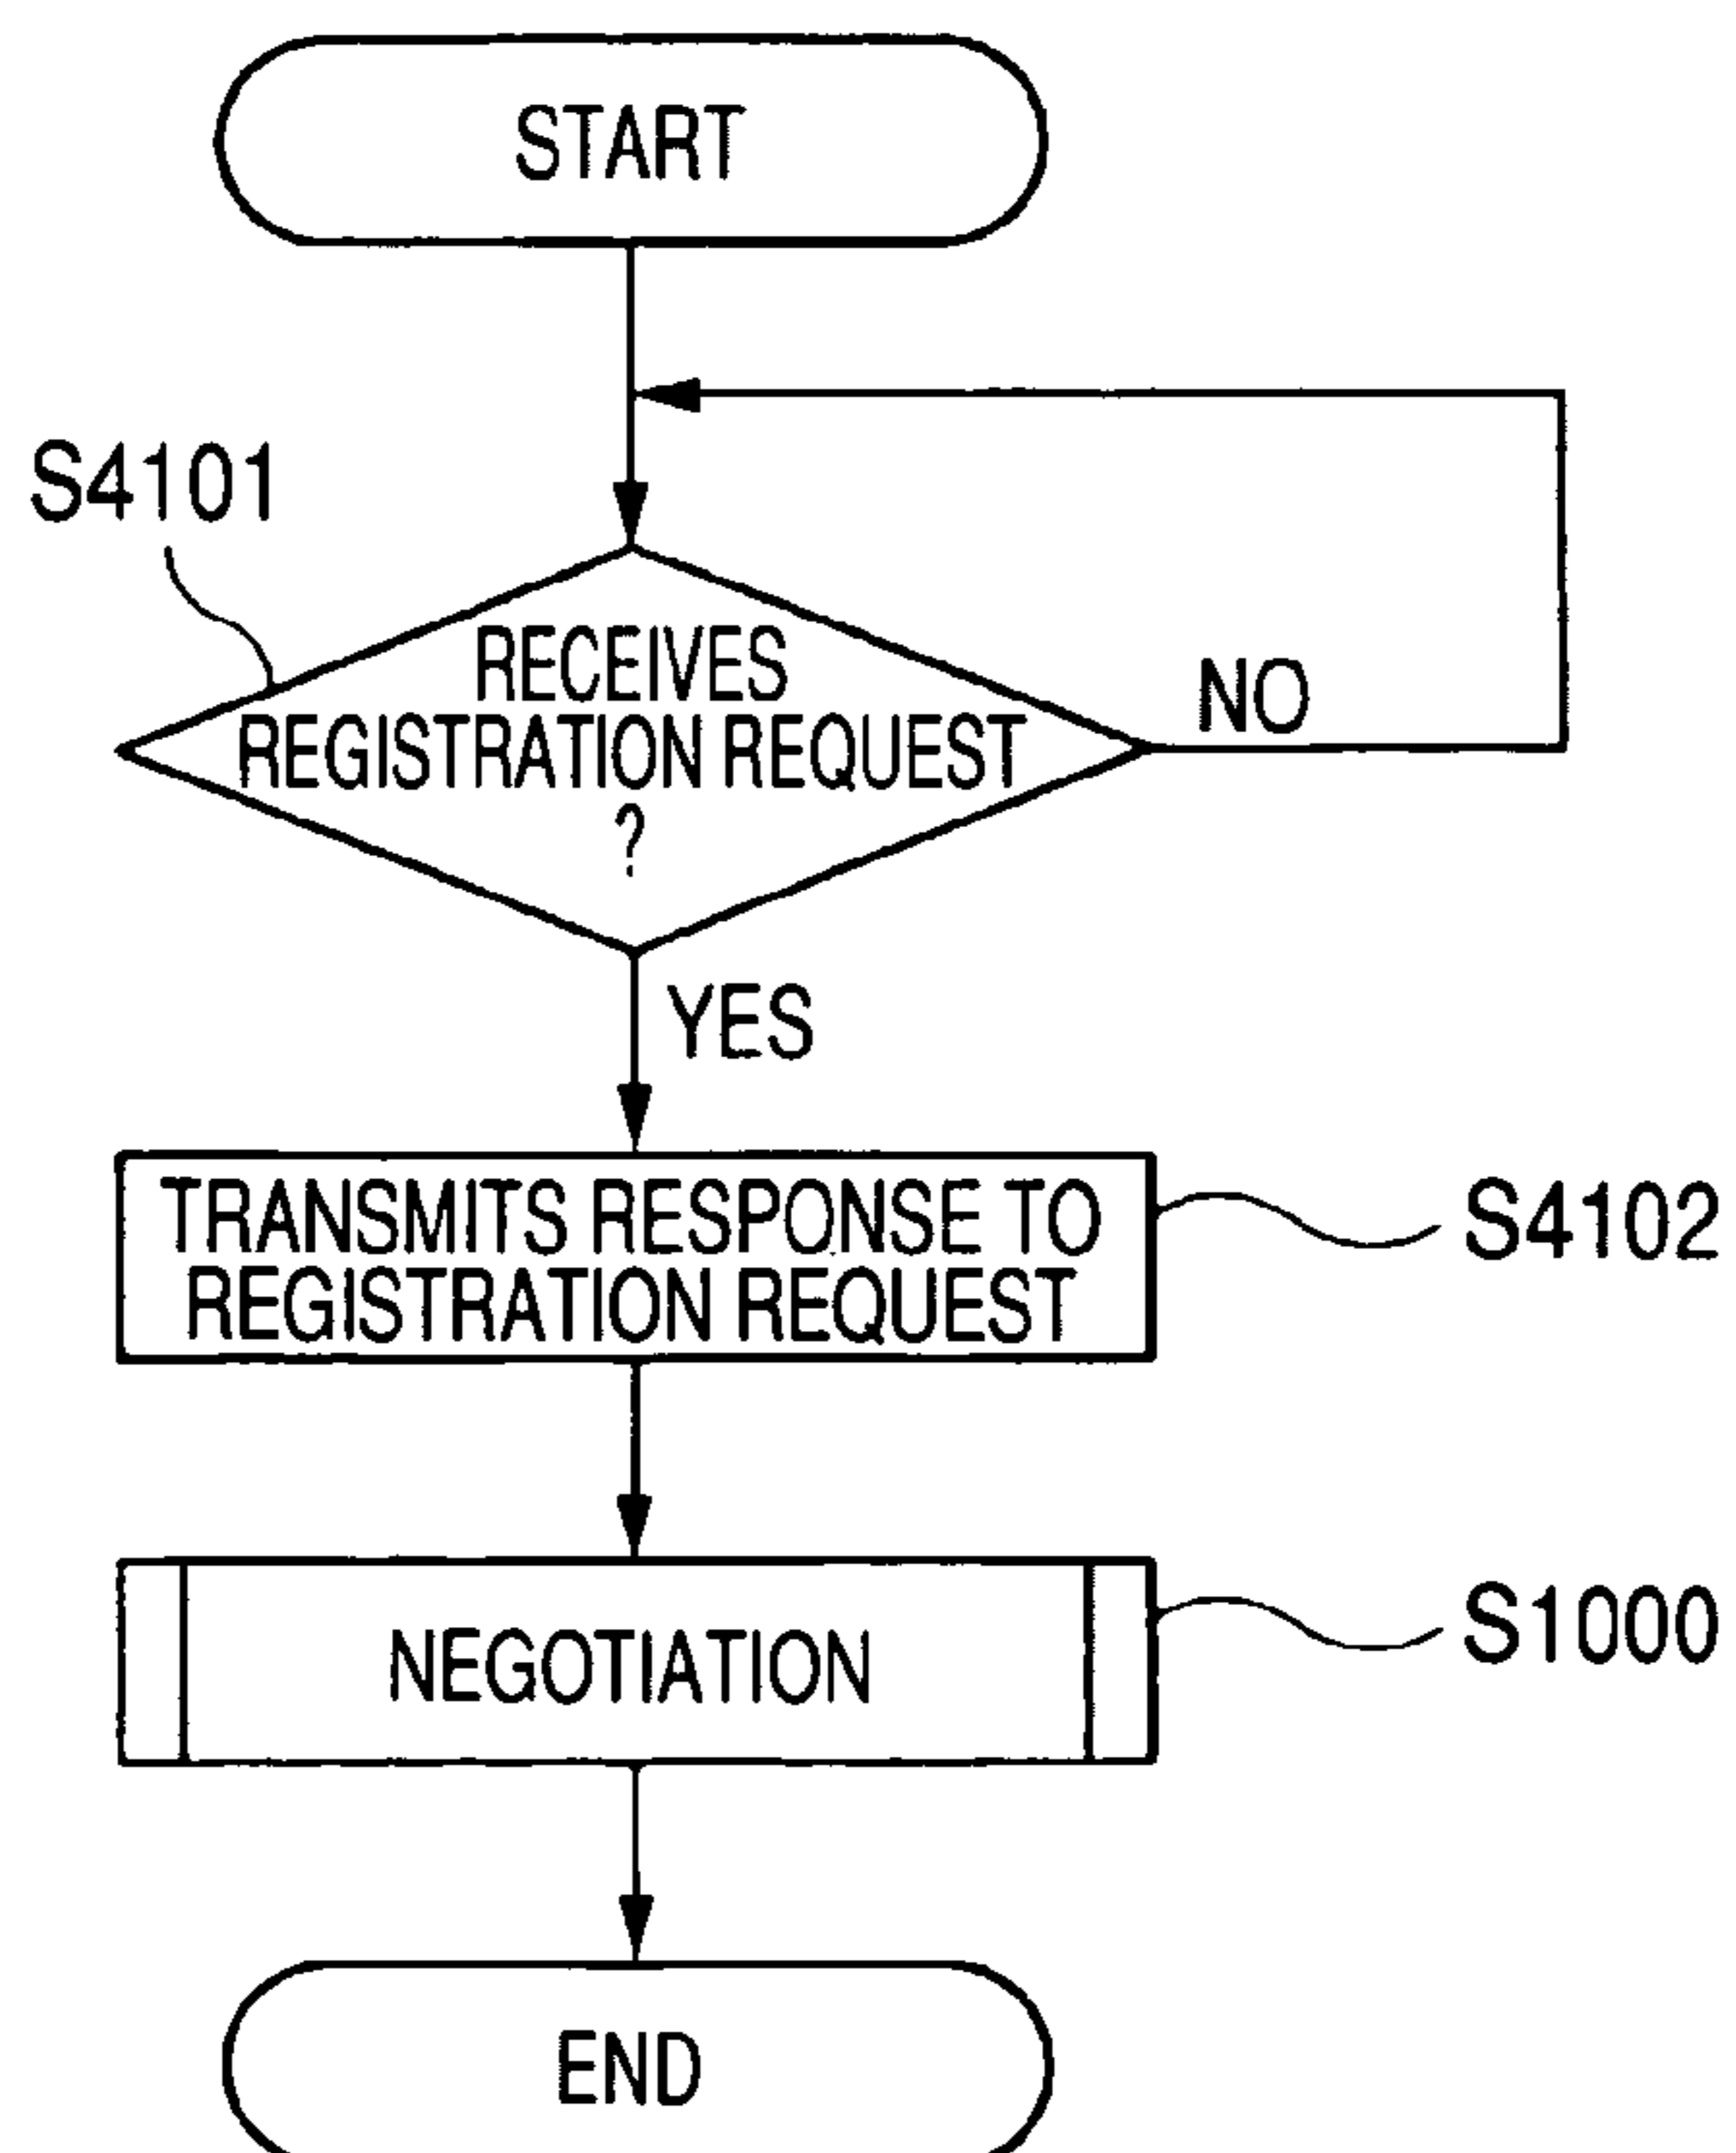 START
S4101
RECEIVES
REGISTRATION REQUEST
?
NO
YES
TRANSMITS RESPONSE TO
REGISTRATION REQUEST
S4102
NEGOTIATION
S1000
END